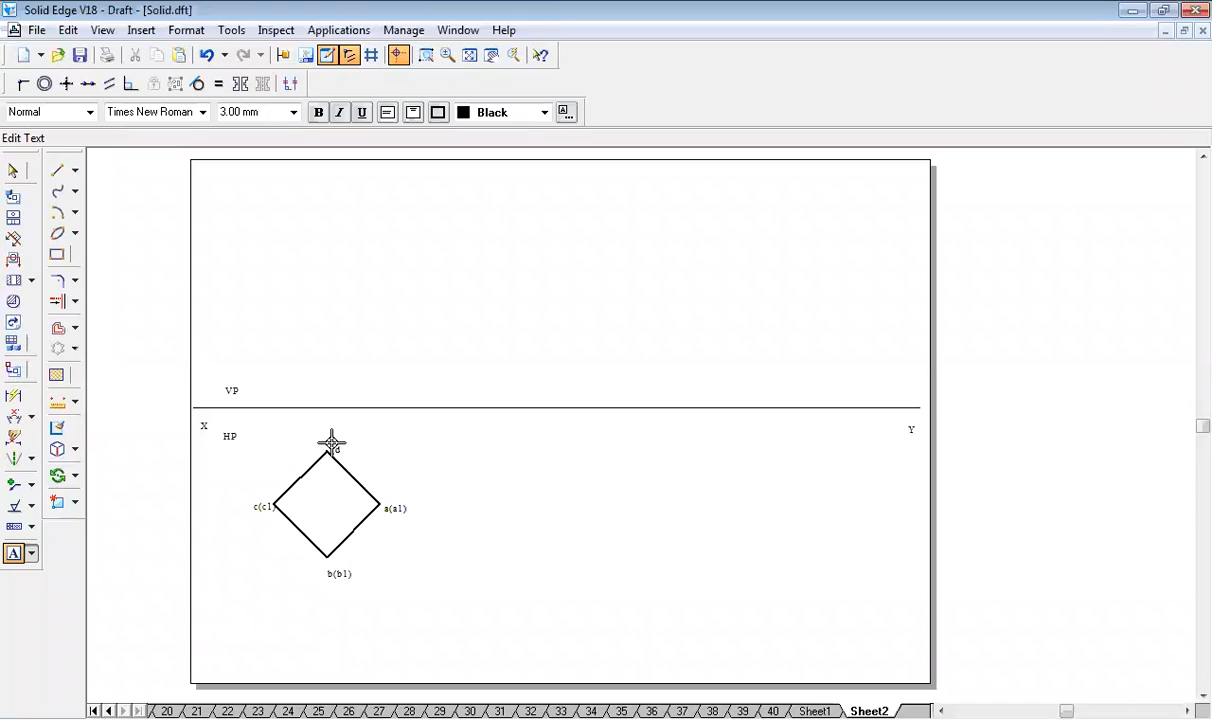 Solid Edge V18 - Draft - [Solid.dft]
File Edit View Insert Format Tools Inspect Applications Manage Window Help
Normal Times New Roman 3.00 mm B I U Black A...
Edit Text
VP
X
HP
Y
d
c(c1) a(a1)
b(b1)
A
20 21 22 23 24 25 26 27 28 29 30 31 32 33 34 35 36 37 38 39 40 Sheet1 Sheet2